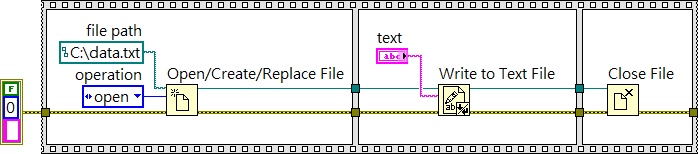 file path
C:\data.txt
operation
open
Open/Create/Replace File
text
abc
Write to Text File
ab
Close File
F
0